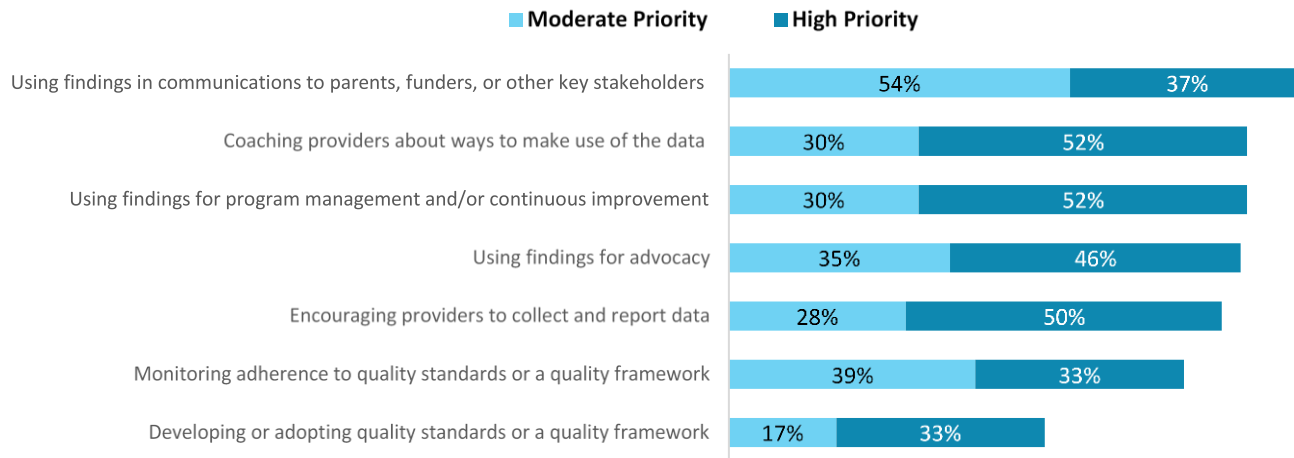 Moderate Priority High Priority
Using findings in communications to parents, funders, or other key stakeholders 54% 37%
Coaching providers about ways to make use of the data 30% 52%
Using findings for program management and/or continuous improvement 30% 52%
Using findings for advocacy 35% 46%
Encouraging providers to collect and report data 28% 50%
Monitoring adherence to quality standards or a quality framework 39% 33%
Developing or adopting quality standards or a quality framework 17% 33%